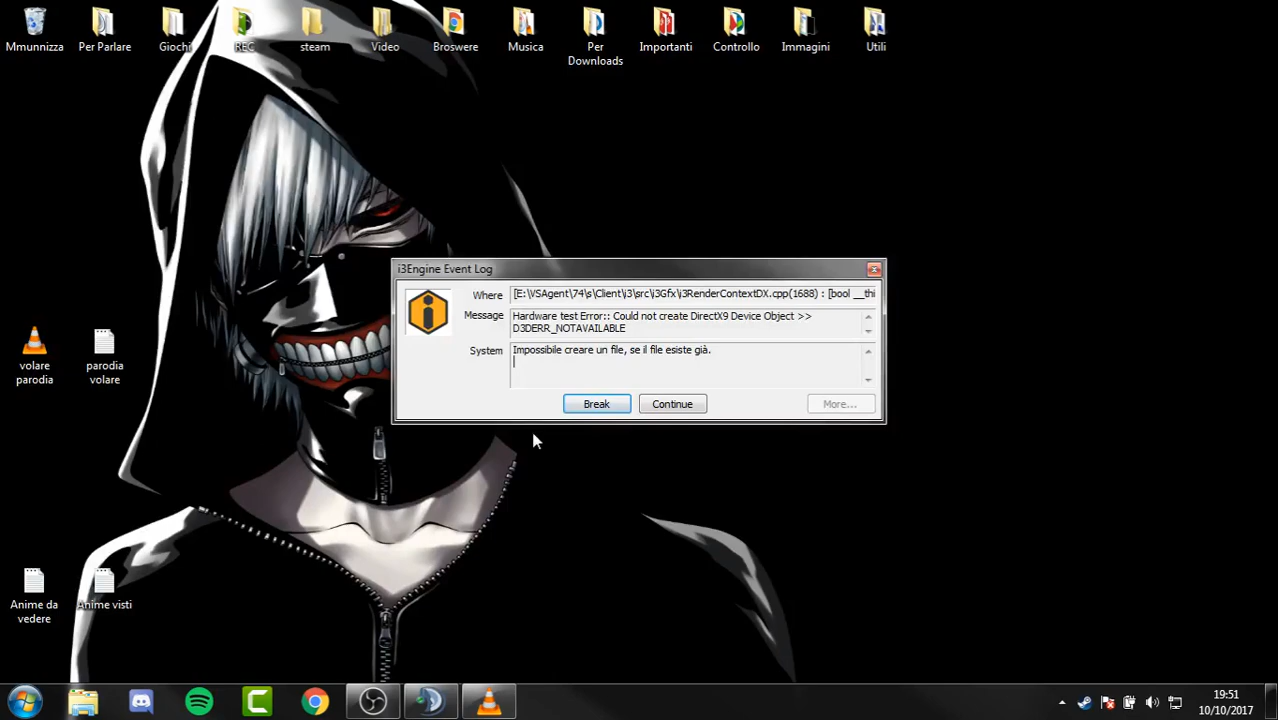 Mmunnizza
Per Parlare
Giochi
REC
steam
Video
Broswere
Musica
Per
Downloads
Importanti
Controllo
Immagini
Utili
i3Engine Event Log
Where
[E:\VSAgent\74\s\Client\i3\src\i3Gfx\i3RenderContextDX.cpp(1688) : [bool __thi
Message
Hardware test Error:: Could not create DirectX9 Device Object >>
D3DERR_NOTAVAILABLE
System
Impossibile creare un file, se il file esiste già.
Break
Continue
More...
volare
parodia
parodia
volare
Anime da
vedere
Anime visti
19:51
10/10/2017